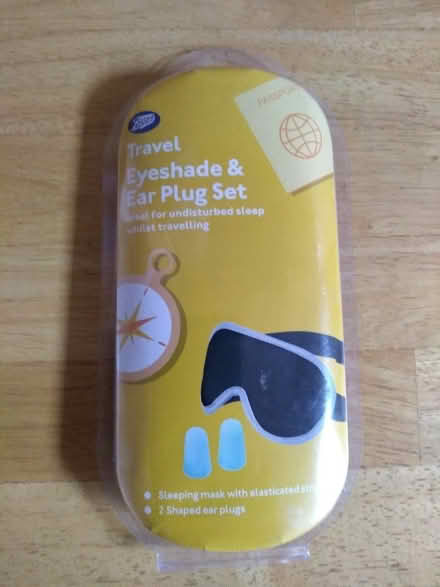 Boots
PASSPORT
Travel
Eyeshade &
Ear Plug Set
Ideal for undisturbed sleep
whilst travelling
Sleeping mask with elasticated
2 Shaped ear plugs